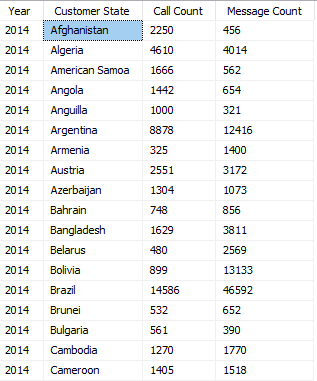 Year Customer State Call Count Message Count
2014 Afghanistan 2250 456
2014 Algeria 4610 4014
2014 American Samoa 1666 562
2014 Angola 1442 654
2014 Anguilla 1000 321
2014 Argentina 8878 12416
2014 Armenia 325 1400
2014 Austria 2551 3172
2014 Azerbaijan 1304 1073
2014 Bahrain 748 856
2014 Bangladesh 1629 3811
2014 Belarus 480 2569
2014 Bolivia 899 13133
2014 Brazil 14586 46592
2014 Brunei 532 652
2014 Bulgaria 561 390
2014 Cambodia 1270 1770
2014 Cameroon 1405 1518